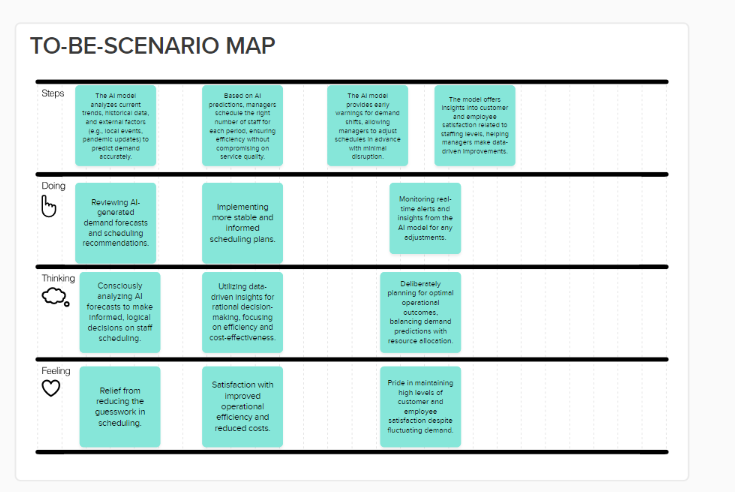 TO-BE-SCENARIO MAP
Steps
The AI model
analyzes current
trends, historical data,
and external factors
(e.g., local events,
pandemic updates) to
predict demand
accurately.
Based on AI
predictions, managers
schedule the right
number of staff for
each period, ensuring
efficiency without
compromising on
service quality.
The AI model
provides early
warnings for demand
shifts, allowing
managers to adjust
schedules in advance
with minimal
disruption.
The model offers
insights into customer
and employee
satisfaction related to
staffing levels, helping
managers make data-
driven improvements.
Doing
Reviewing AI-
generated
demand forecasts
and scheduling
recommendations.
Implementing
more stable and
informed
scheduling plans.
Monitoring real-
time alerts and
insights from the
AI model for any
adjustments.
Thinking
Consciously
analyzing AI
forecasts to make
informed, logical
decisions on staff
scheduling.
Utilizing data-
driven insights for
rational decision-
making, focusing
on efficiency and
cost-effectiveness.
Deliberately
planning for optimal
operational
outcomes,
balancing demand
predictions with
resource allocation.
Feeling
Relief from
reducing the
guesswork in
scheduling.
Satisfaction with
improved
operational
efficiency and
reduced costs.
Pride in maintaining
high levels of
customer and
employee
satisfaction despite
fluctuating demand.